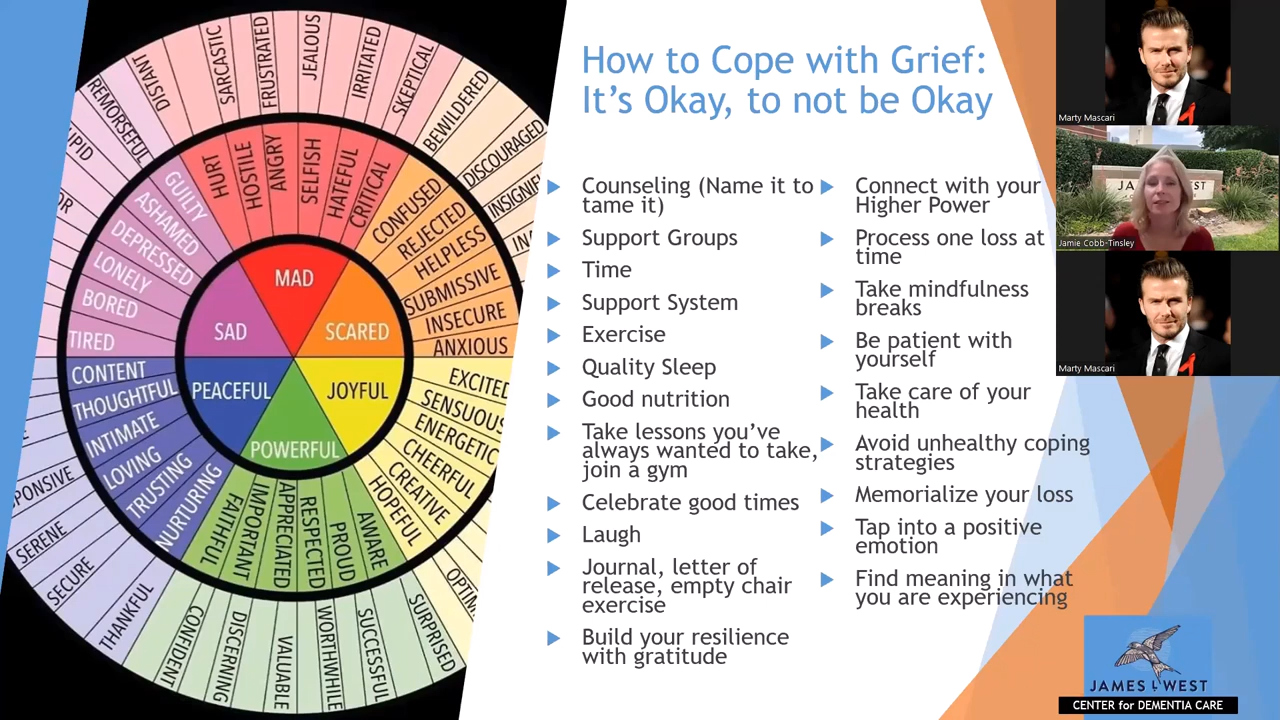 How to Cope with Grief:
It's Okay, to not be Okay
Counseling (Name it to
tame it)
Support Groups
Time
Support System
Exercise
Quality Sleep
Good nutrition
Take lessons you've
always wanted to take,
join a gym
Celebrate good times
Laugh
Journal, letter of
release, empty chair
exercise
Build your resilience
with gratitude
Connect with your
Higher Power
Process one loss at
time
Take mindfulness
breaks
Be patient with
yourself
Take care of your
health
Avoid unhealthy coping
strategies
Memorialize your loss
Tap into a positive
emotion
Find meaning in what
you are experiencing
MAD
SCARED
JOYFUL
POWERFUL
PEACEFUL
SAD
HURT
HOSTILE
ANGRY
SELFISH
HATEFUL
CRITICAL
CONFUSED
REJECTED
HELPLESS
SUBMISSIVE
INSECURE
ANXIOUS
EXCITED
SENSUOUS
ENERGETIC
CHEERFUL
CREATIVE
HOPEFUL
AWARE
PROUD
RESPECTED
APPRECIATED
IMPORTANT
FAITHFUL
NURTURING
TRUSTING
LOVING
INTIMATE
THOUGHTFUL
CONTENT
TIRED
BORED
LONELY
DEPRESSED
ASHAMED
GUILTY
REMORSEFUL
DISTANT
SARCASTIC
FRUSTRATED
JEALOUS
IRRITATED
SKEPTICAL
BEWILDERED
DISCOURAGED
SURPRISED
SUCCESSFUL
WORTHWHILE
VALUABLE
DISCERNING
CONFIDENT
THANKFUL
SECURE
SERENE
Marty Mascari
Jamie Cobb-Tinsley
Marty Mascari
JAMES L WEST
CENTER for DEMENTIA CARE